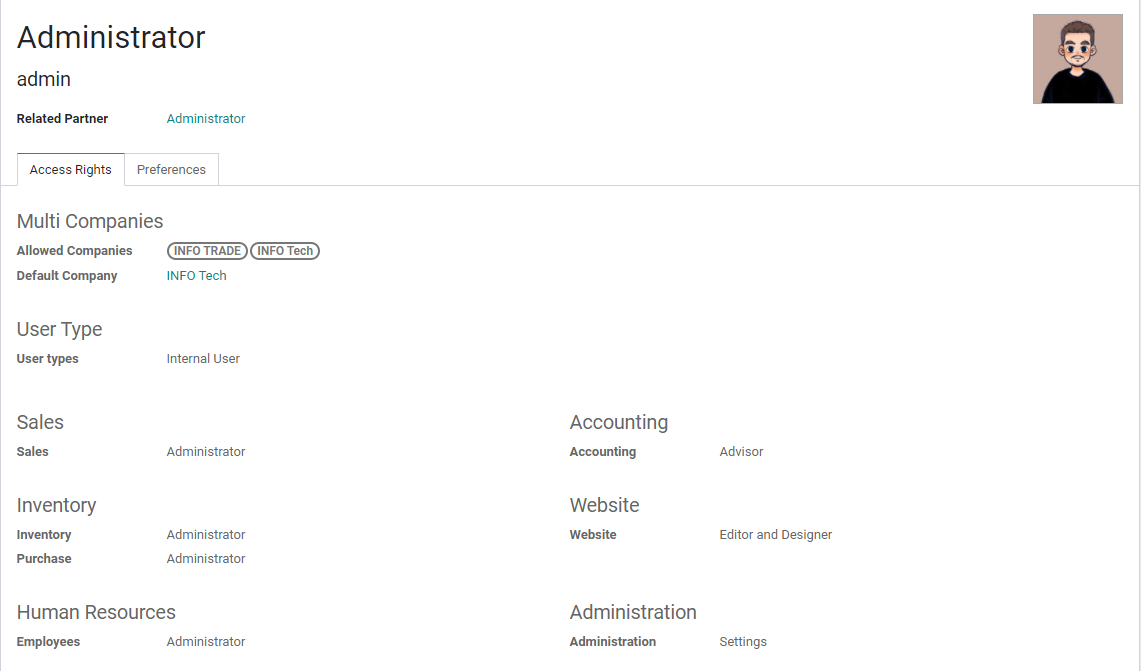 Administrator
admin
Related Partner Administrator
Access Rights Preferences
Multi Companies
Allowed Companies INFO TRADE INFO Tech
Default Company INFO Tech
User Type
User types Internal User
Sales Accounting
Sales Administrator Accounting Advisor
Inventory Website
Inventory Administrator Website Editor and Designer
Purchase Administrator
Human Resources Administration
Employees Administrator Administration Settings